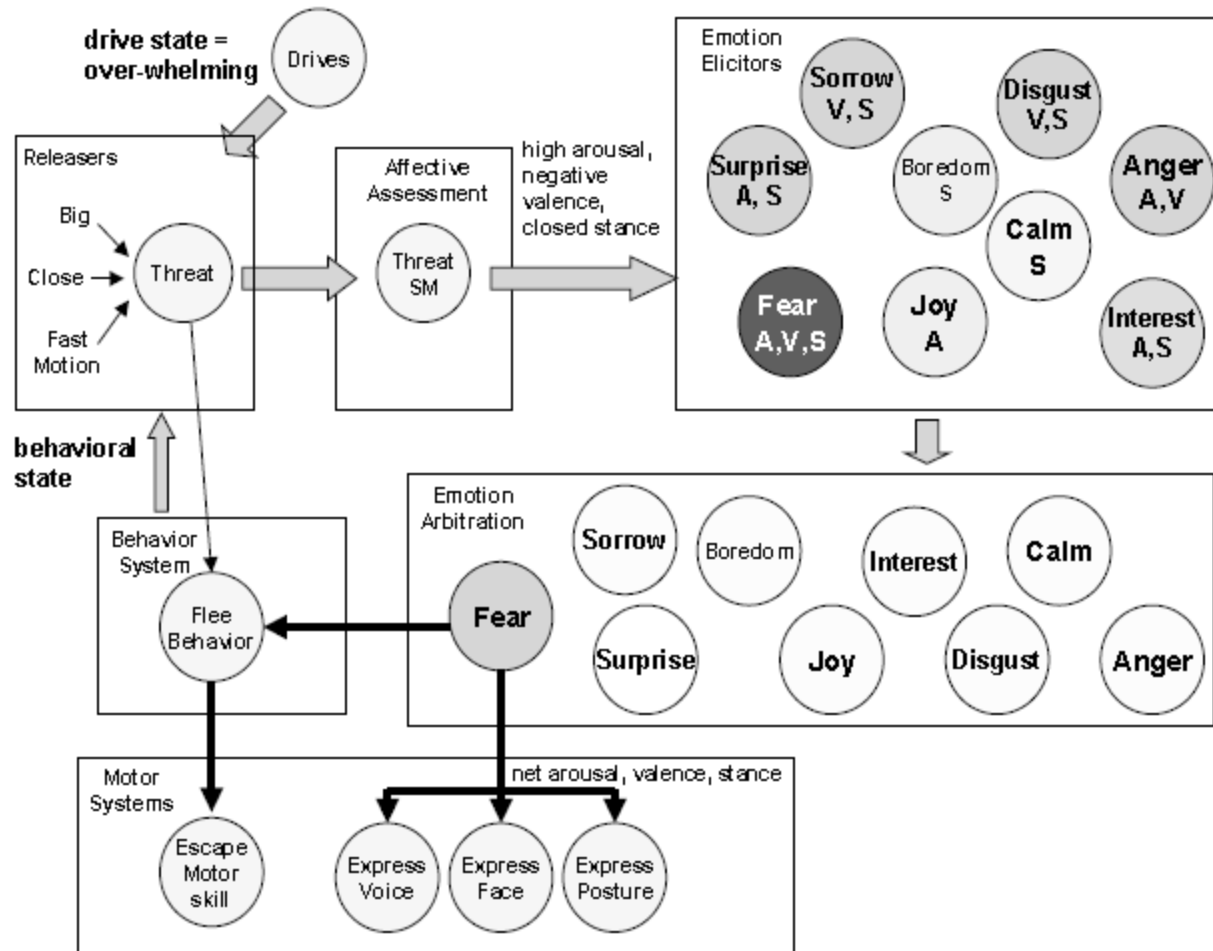 drive state =
over-whelming
Drives
Releasers
Big
Close
Fast
Motion
Threat
Affective
Assessment
Threat
SM
high arousal,
negative
valence,
closed stance
Emotion
Elicitors
Sorrow
V, S
Disgust
V,S
Surprise
A, S
Boredom
S
Anger
A,V
Calm
S
Fear
A,V,S
Joy
A
Interest
A,S
behavioral
state
Behavior
System
Flee
Behavior
Emotion
Arbitration
Sorrow
Boredom
Interest
Calm
Fear
Surprise
Joy
Disgust
Anger
Motor
Systems
net arousal, valence, stance
Escape
Motor
skill
Express
Voice
Express
Face
Express
Posture